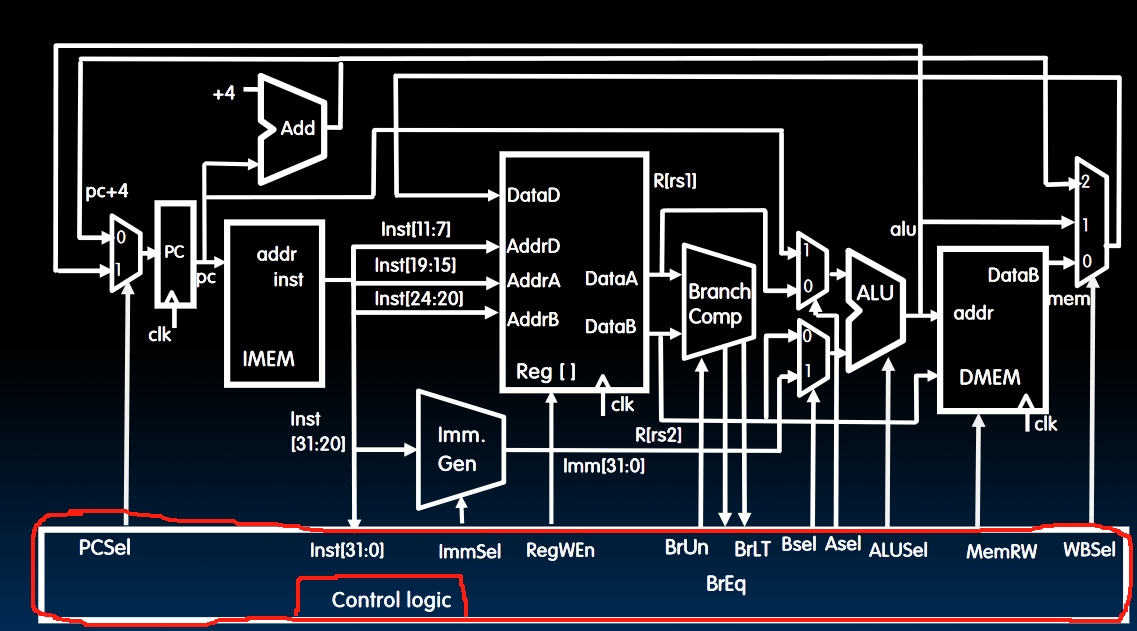 +4
Add
pc+4
0
1
PC
clk
pc
addr
inst
IMEM
Inst[11:7]
Inst[19:15]
Inst[24:20]
Inst
[31:20]
DataD
AddrD
AddrA
AddrB
DataA
DataB
Reg [ ]
clk
R[rs1]
R[rs2]
Imm.
Gen
Imm[31:0]
Branch
Comp
1
0
0
1
ALU
alu
DataB
addr
DMEM
clk
mem
2
1
0
PCSel
Inst[31:0]
ImmSel
RegWEn
BrUn
BrLT
Bsel
Asel
ALUSel
MemRW
WBSel
BrEq
Control logic